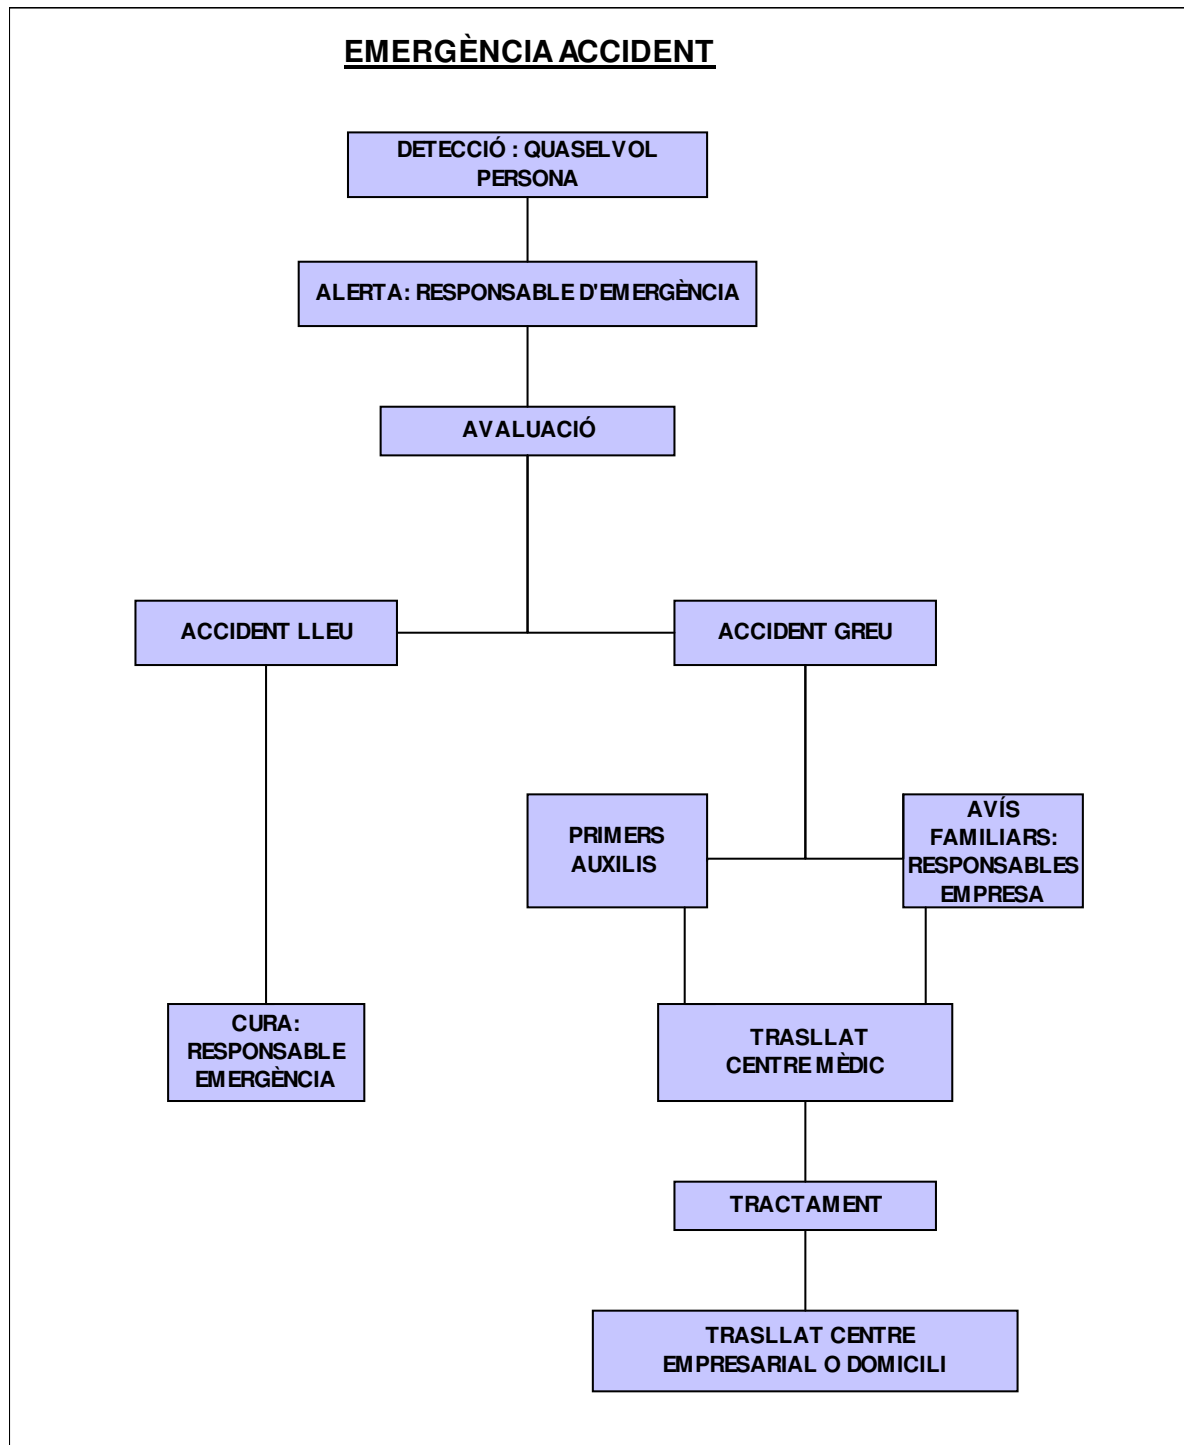 EMERGÈNCIA ACCIDENT
DETECCIÓ : QUASELVOL
PERSONA
ALERTA: RESPONSABLE D'EMERGÈNCIA
AVALUACIÓ
ACCIDENT LLEU
ACCIDENT GREU
PRIMERS
AUXILIS
AVÍS
FAMILIARS:
RESPONSABLES
EMPRESA
CURA:
RESPONSABLE
EMERGÈNCIA
TRASLLAT
CENTRE MÈDIC
TRACTAMENT
TRASLLAT CENTRE
EMPRESARIAL O DOMICILI